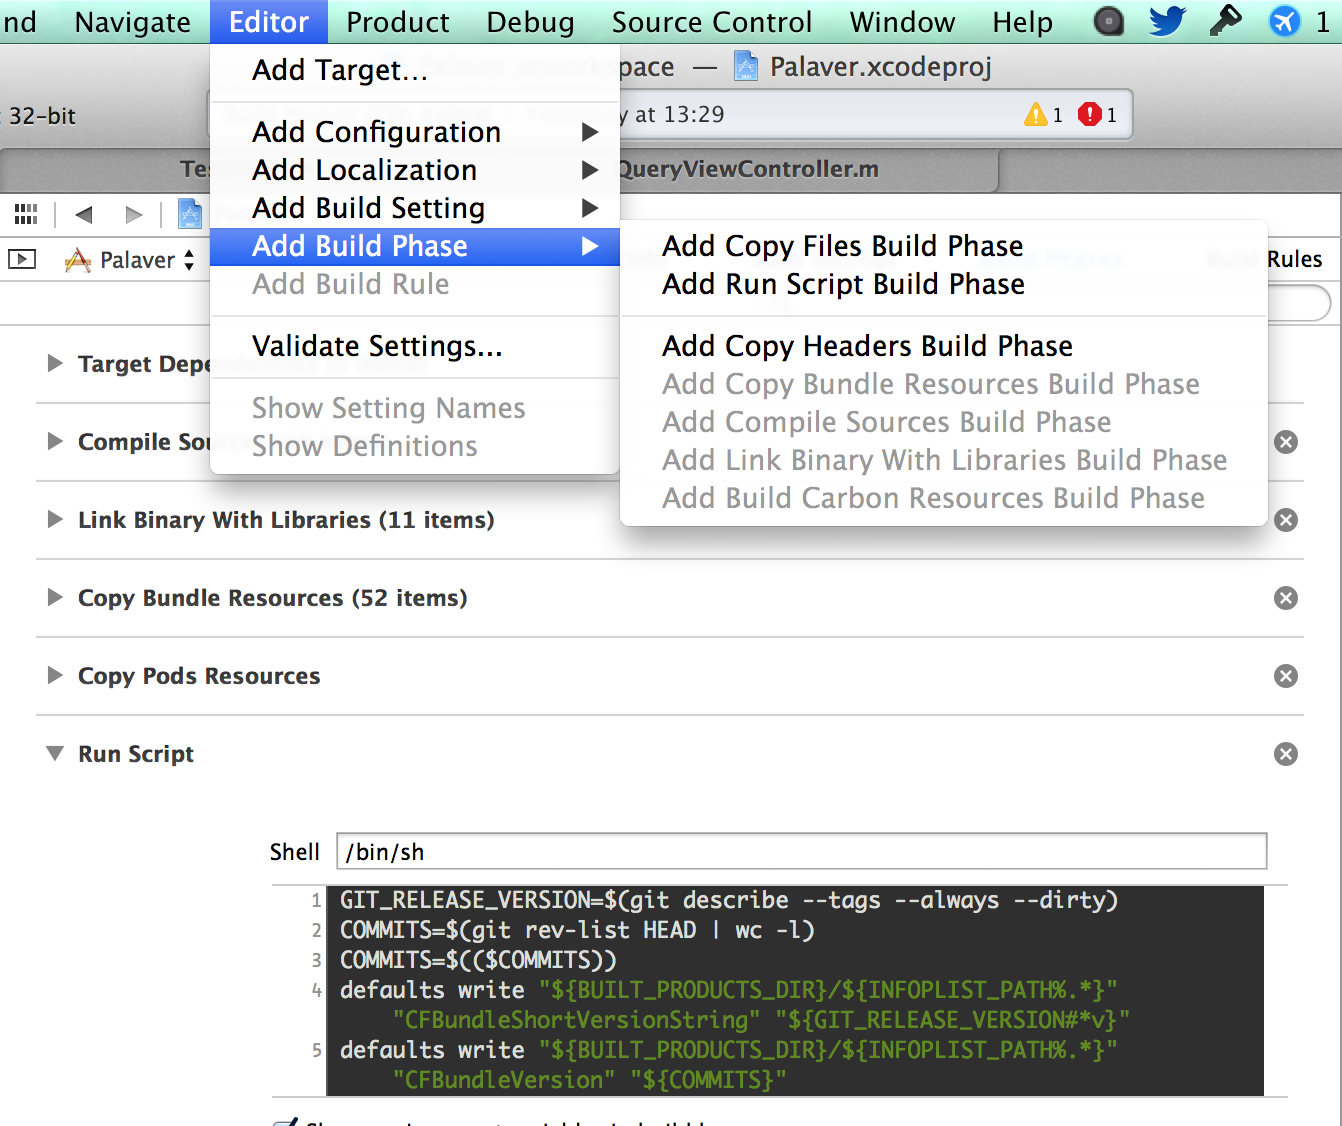 nd Navigate Editor Product Debug Source Control Window Help 1
Add Target... pace — Palaver.xcodeproj
32-bit y at 13:29 1 1
Add Configuration
Add Localization QueryViewController.m
Add Build Setting
Palaver Add Build Phase Add Copy Files Build Phase Rules
Add Build Rule Add Run Script Build Phase
Validate Settings... Add Copy Headers Build Phase
Target Dependencies
Add Copy Bundle Resources Build Phase
Show Setting Names Add Compile Sources Build Phase
Compile Sou Show Definitions Add Link Binary With Libraries Build Phase
Add Build Carbon Resources Build Phase
Link Binary With Libraries (11 items)
Copy Bundle Resources (52 items)
Copy Pods Resources
Run Script
Shell /bin/sh
1 GIT_RELEASE_VERSION=$(git describe --tags --always --dirty)
2 COMMITS=$(git rev-list HEAD | wc -l)
3 COMMITS=$(($COMMITS))
4 defaults write "${BUILT_PRODUCTS_DIR}/${INFOPLIST_PATH%.*}"
"CFBundleShortVersionString" "${GIT_RELEASE_VERSION#*v}"
5 defaults write "${BUILT_PRODUCTS_DIR}/${INFOPLIST_PATH%.*}"
"CFBundleVersion" "${COMMITS}"